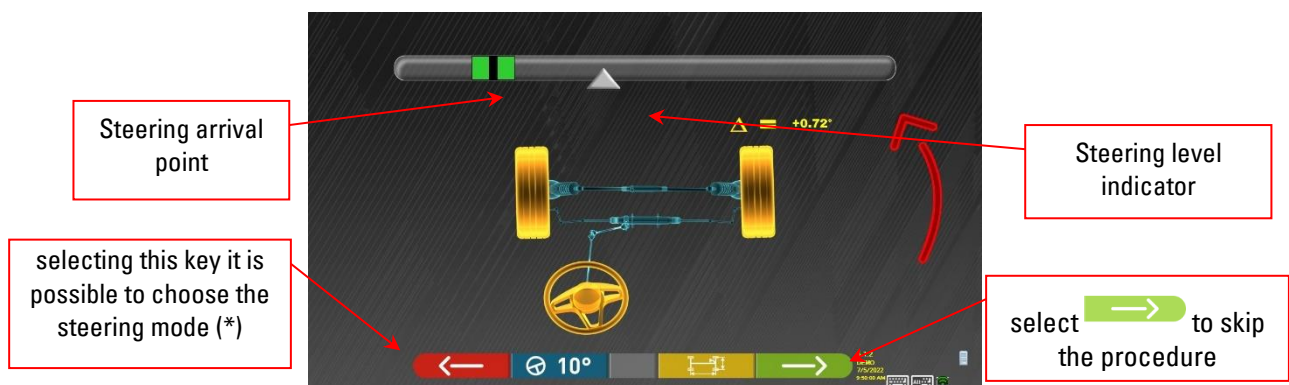 +0.72°
Steering arrival
point
Steering level
indicator
selecting this key it is
possible to choose the
steering mode (*)
select to skip
the procedure
10°
DEMO
7/5/2022